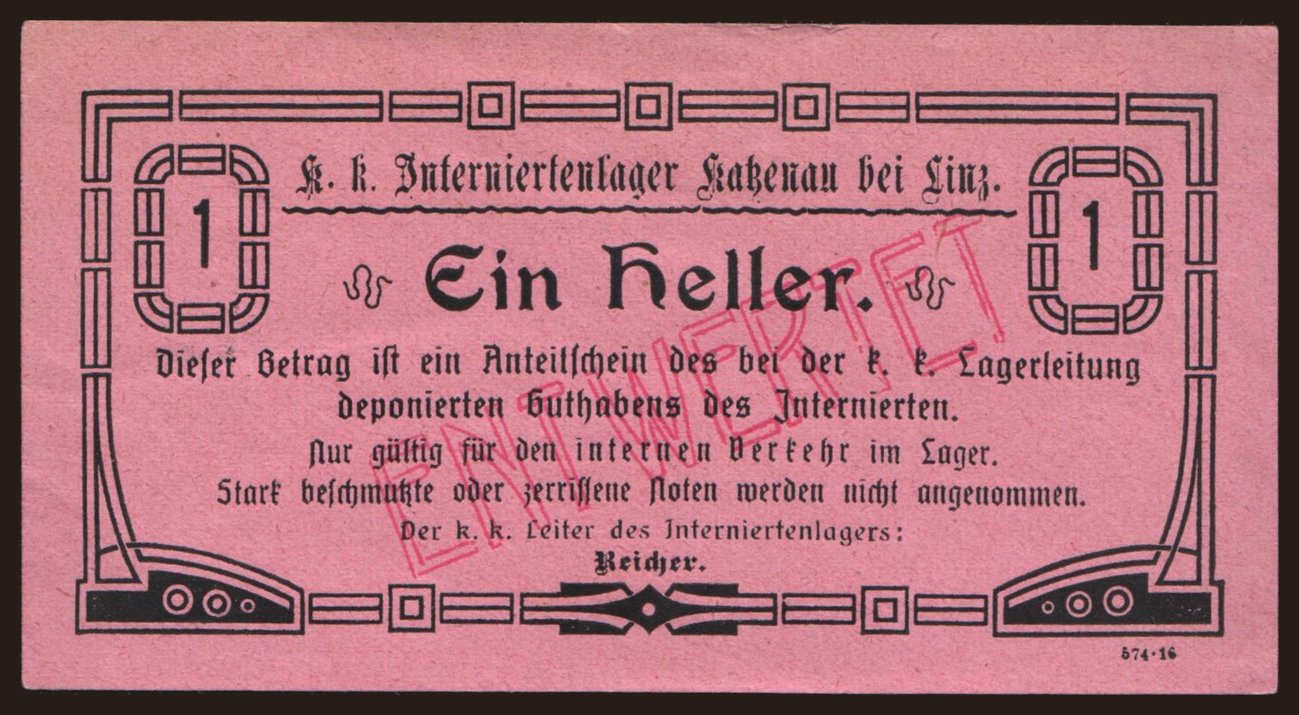 K. k. Interniertenlager Katzenau bei Linz.
1
1
Ein Heller.
Dieser Betrag ist ein Anteilschein des bei der k. k. Lagerleitung
deponierten Guthabens des Internierten.
Nur gültig für den internen Verkehr im Lager.
Stark beschmutzte oder zerrissene Noten werden nicht angenommen.
Der k. k. Leiter des Interniertenlagers:
Reicher.
574·16
ENTWERTET